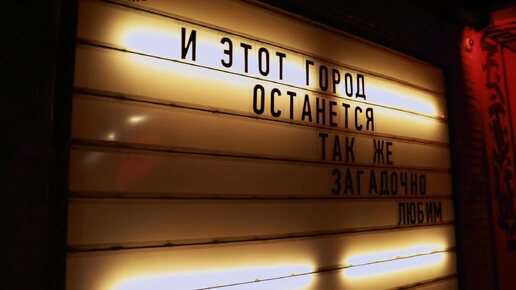 И ЭТОТ ГОРОД
ОСТАНЕТСЯ
ТАК ЖЕ
ЗАГАДОЧНО
ЛЮБИМ